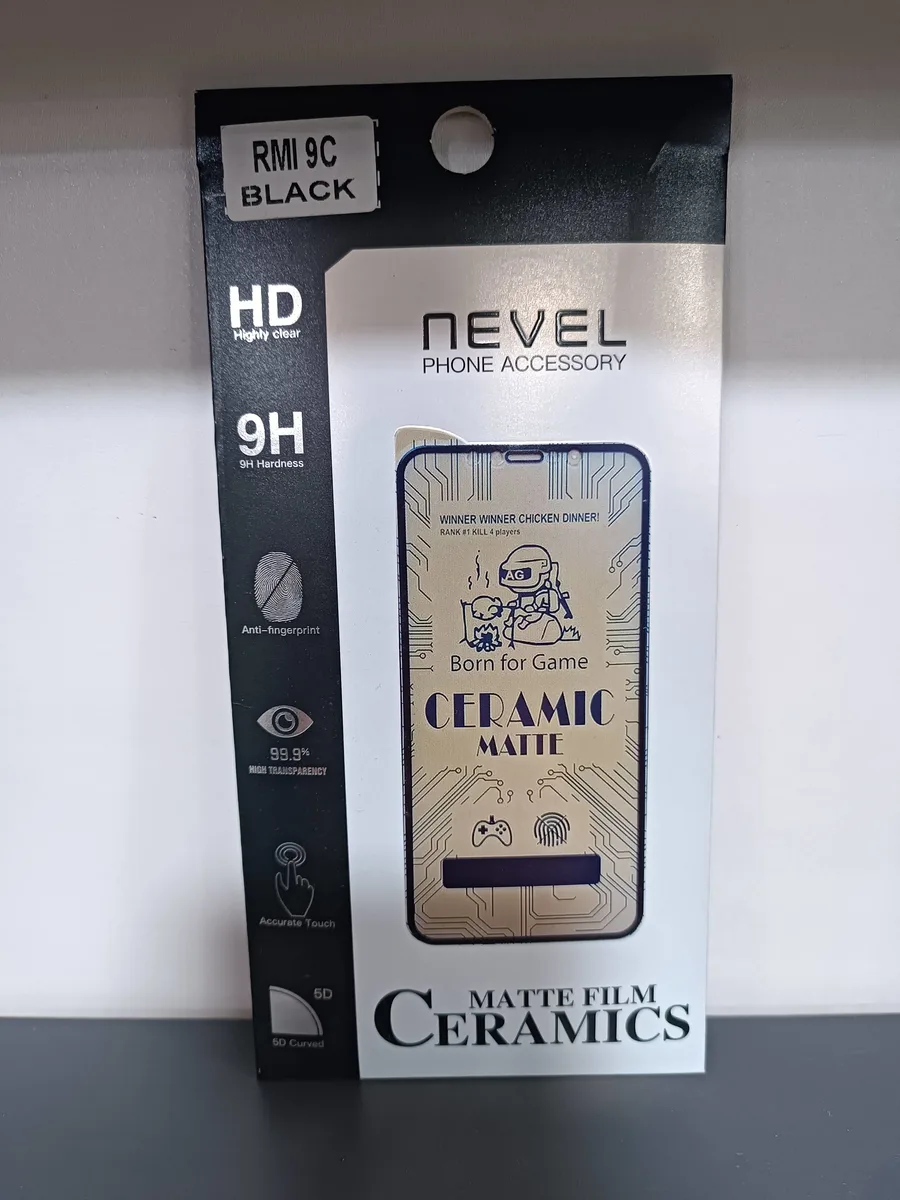 RMI 9C
BLACK
HD
Highly clear
9H
9H Hardness
Anti-fingerprint
99.9%
HIGH TRANSPARENCY
Accurate Touch
5D
5D Curved
NEVEL
PHONE ACCESSORY
WINNER WINNER CHICKEN DINNER!
RANK #1 KILL 4 players
AG
Born for Game
CERAMIC
MATTE
MATTE FILM
CERAMICS